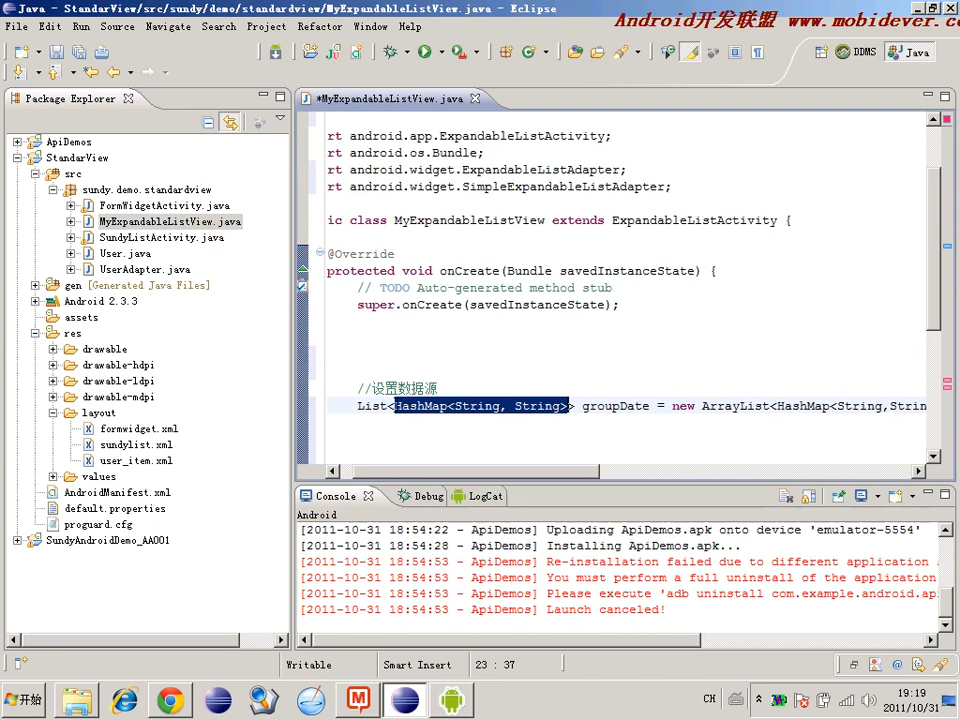 Java - StandarView/src/sundy/demo/standardview/MyExpandableListView.java - Eclipse
Android开发联盟 www.mobidever.co
File Edit Run Source Navigate Search Project Refactor Window Help
DDMS
Java
Package Explorer
*MyExpandableListView.java
ApiDemos
StandarView
src
sundy.demo.standardview
FormWidgetActivity.java
MyExpandableListView.java
SundyListActivity.java
User.java
UserAdapter.java
gen [Generated Java Files]
Android 2.3.3
assets
res
drawable
drawable-hdpi
drawable-ldpi
drawable-mdpi
layout
formwidget.xml
sundylist.xml
user_item.xml
values
AndroidManifest.xml
default.properties
proguard.cfg
SundyAndroidDemo_AA001
rt android.app.ExpandableListActivity;
rt android.os.Bundle;
rt android.widget.ExpandableListAdapter;
rt android.widget.SimpleExpandableListAdapter;
ic class MyExpandableListView extends ExpandableListActivity {
@Override
protected void onCreate(Bundle savedInstanceState) {
// TODO Auto-generated method stub
super.onCreate(savedInstanceState);
//设置数据源
List<HashMap<String, String>> groupDate = new ArrayList<HashMap<String,Strin
Console
Debug
LogCat
Android
[2011-10-31 18:54:22 - ApiDemos] Uploading ApiDemos.apk onto device 'emulator-5554'
[2011-10-31 18:54:28 - ApiDemos] Installing ApiDemos.apk...
[2011-10-31 18:54:53 - ApiDemos] Re-installation failed due to different application
[2011-10-31 18:54:53 - ApiDemos] You must perform a full uninstall of the application
[2011-10-31 18:54:53 - ApiDemos] Please execute 'adb uninstall com.example.android.ap
[2011-10-31 18:54:53 - ApiDemos] Launch canceled!
Writable
Smart Insert
23 : 37
开始
CH
19:19
2011/10/31